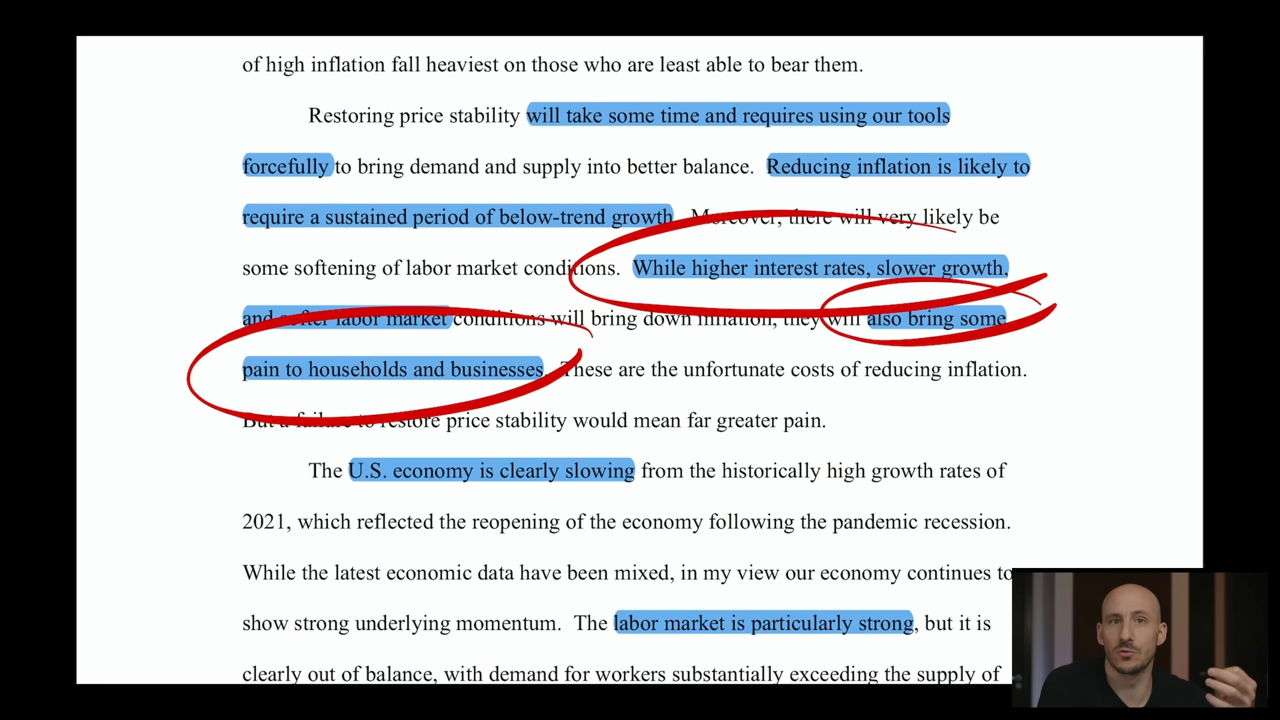 of high inflation fall heaviest on those who are least able to bear them.
Restoring price stability will take some time and requires using our tools
forcefully to bring demand and supply into better balance.  Reducing inflation is likely to
require a sustained period of below-trend growth.  Moreover, there will very likely be
some softening of labor market conditions.  While higher interest rates, slower growth,
and softer labor market conditions will bring down inflation, they will also bring some
pain to households and businesses.  These are the unfortunate costs of reducing inflation.
But a failure to restore price stability would mean far greater pain.
The U.S. economy is clearly slowing from the historically high growth rates of
2021, which reflected the reopening of the economy following the pandemic recession.
While the latest economic data have been mixed, in my view our economy continues to
show strong underlying momentum.  The labor market is particularly strong, but it is
clearly out of balance, with demand for workers substantially exceeding the supply of